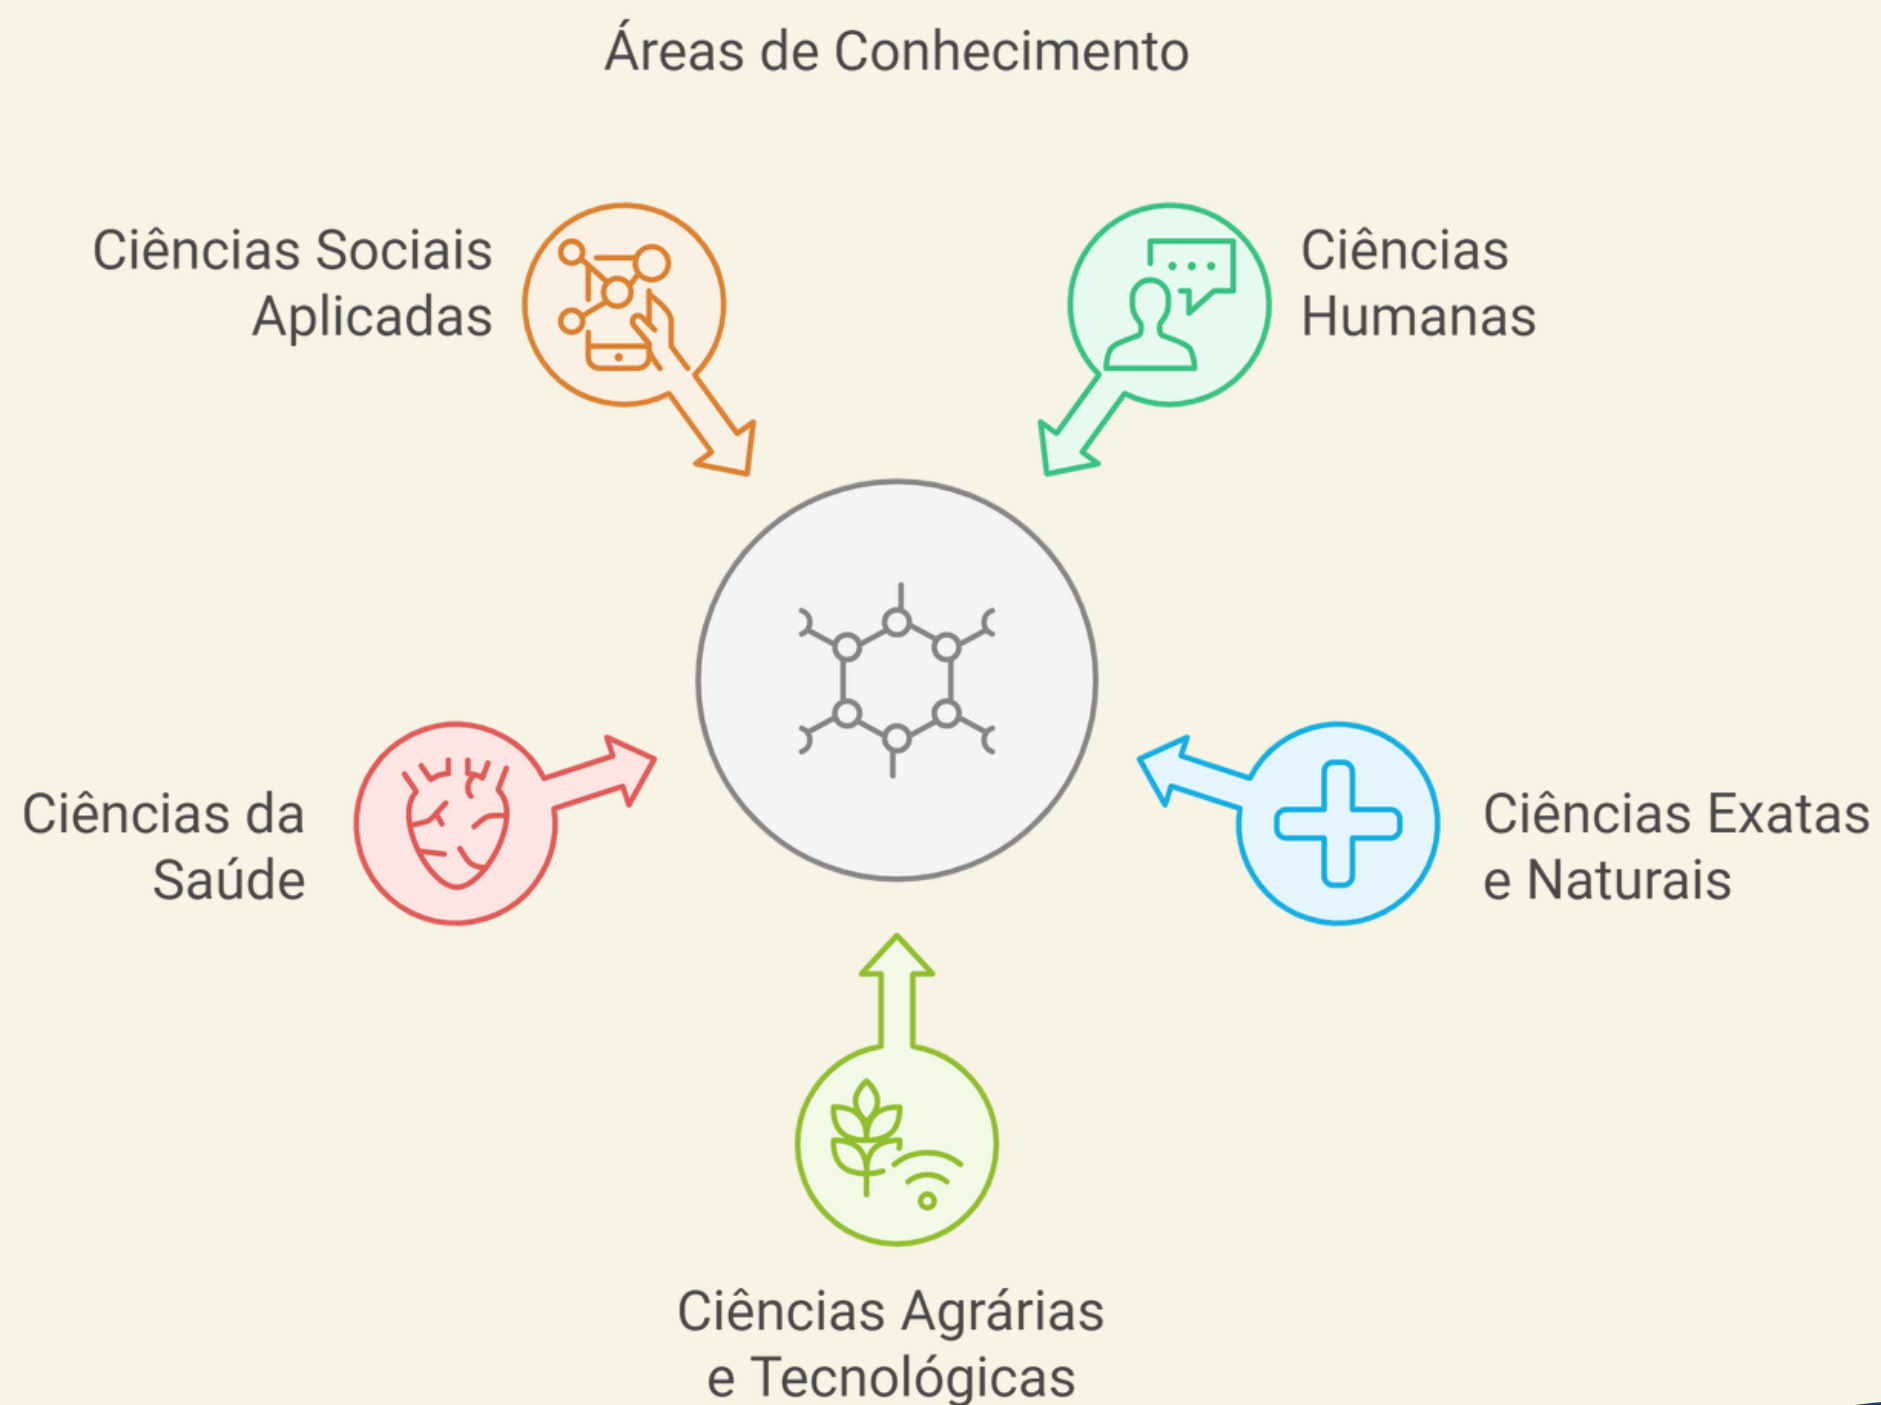 Áreas de Conhecimento
Ciências Sociais
Aplicadas
Ciências
Humanas
Ciências da
Saúde
Ciências Exatas
e Naturais
Ciências Agrárias
e Tecnológicas